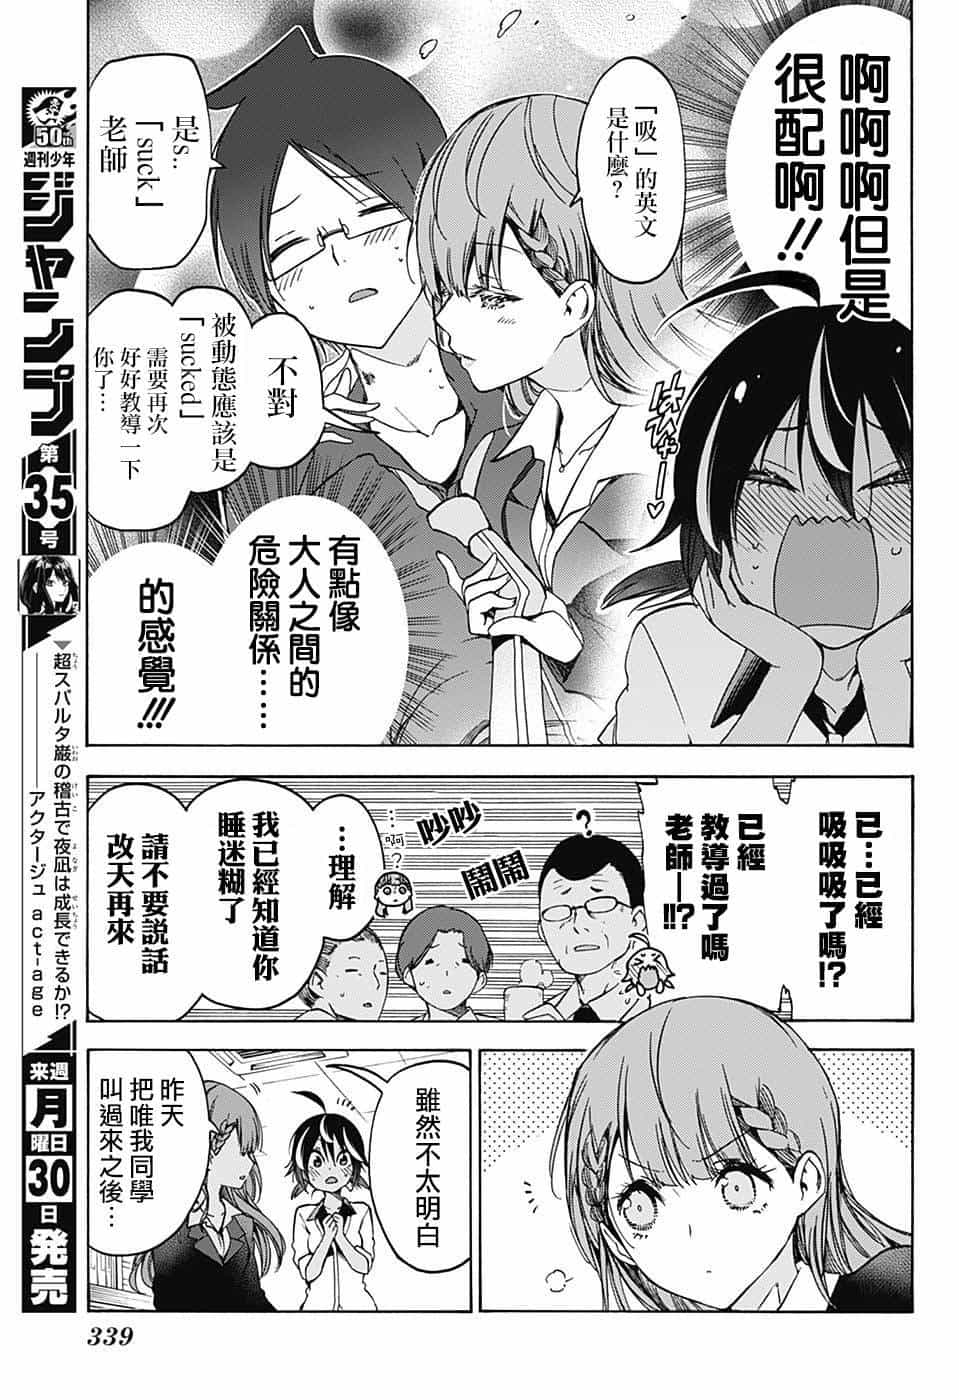 啊啊啊但是
很配啊!!
「吸」的英文
是什麼?
是s..
「suck」
老師
不對
被動態應該是
「sucked」
需要再次
好好教導一下
你了…
有點像
大人之間的
危險關係……
的感覺!!!
已…已經
吸吸吸了嗎!?
已經
教導過了嗎
老師—!?
?
吵吵
鬧鬧
…啊?
…理解
我已經知道你
睡迷糊了
請不要說話
改天再來
雖然不太明白
昨天
把唯我同學
叫過來之後…
50th
週刊少年
ジャンプ
第
35
号
▼超スパルタ巌の稽古で夜凪は成長できるか!?
——アクタージュ act-age
来週
月
曜日
30
日
発売
339